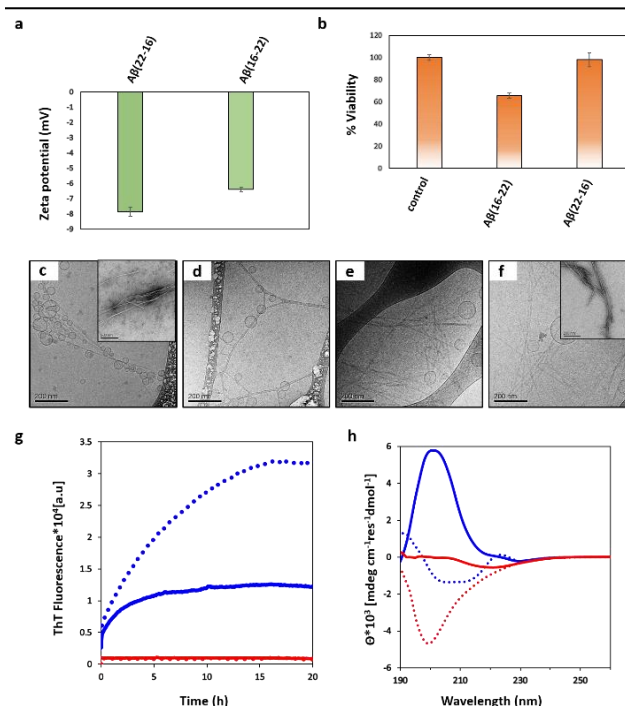 a
Aβ(22-16)
Aβ(16-22)
0
-1
-2
-3
-4
-5
-6
-7
-8
-9
Zeta potential (mV)
b
120
100
80
60
40
20
0
% Viability
control
Aβ(16-22)
Aβ(22-16)
c
200 nm
d
200 nm
e
f
200 nm
g
3.5
3
2.5
2
1.5
1
0.5
0
ThT Fluorescence*10⁴[a.u]
0
5
10
15
20
Time (h)
h
6
4
2
0
-2
-4
-6
Θ*10³ [mdeg cm⁻¹res⁻¹dmol⁻¹]
190
210
230
250
Wavelength (nm)